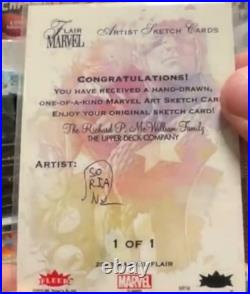 FLAIR
MARVEL
ARTIST SKETCH CARDS
CONGRATULATIONS!
YOU HAVE RECEIVED A HAND-DRAWN,
ONE-OF-A-KIND MARVEL ART SKETCH CAR
ENJOY YOUR ORIGINAL SKETCH CARD!
The Richard P. McWilliam Family
THE UPPER DECK COMPANY
ARTIST:
SO
RIA
N
1 OF 1
FLAIR
FLEER
MARVEL